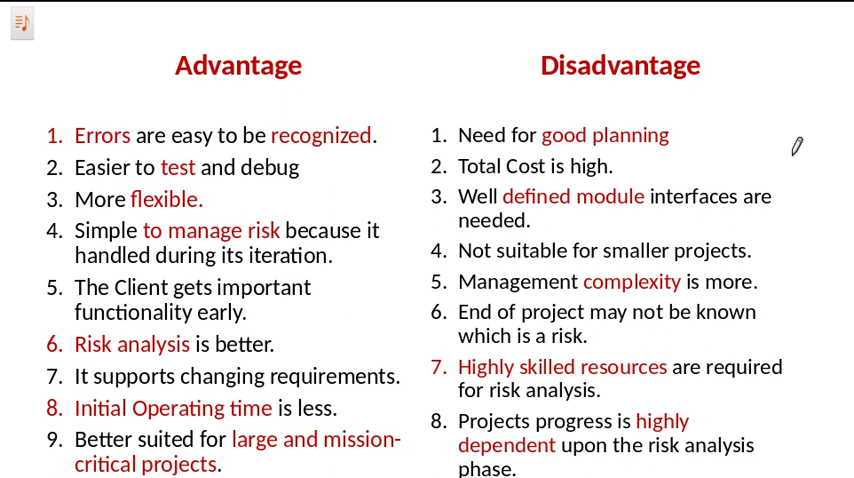 Advantage
1. Errors are easy to be recognized.
2. Easier to test and debug
3. More flexible.
4. Simple to manage risk because it
handled during its iteration.
5. The Client gets important
functionality early.
6. Risk analysis is better.
7. It supports changing requirements.
8. Initial Operating time is less.
9. Better suited for large and mission-
critical projects.
Disadvantage
1. Need for good planning
2. Total Cost is high.
3. Well defined module interfaces are
needed.
4. Not suitable for smaller projects.
5. Management complexity is more.
6. End of project may not be known
which is a risk.
7. Highly skilled resources are required
for risk analysis.
8. Projects progress is highly
dependent upon the risk analysis
phase.